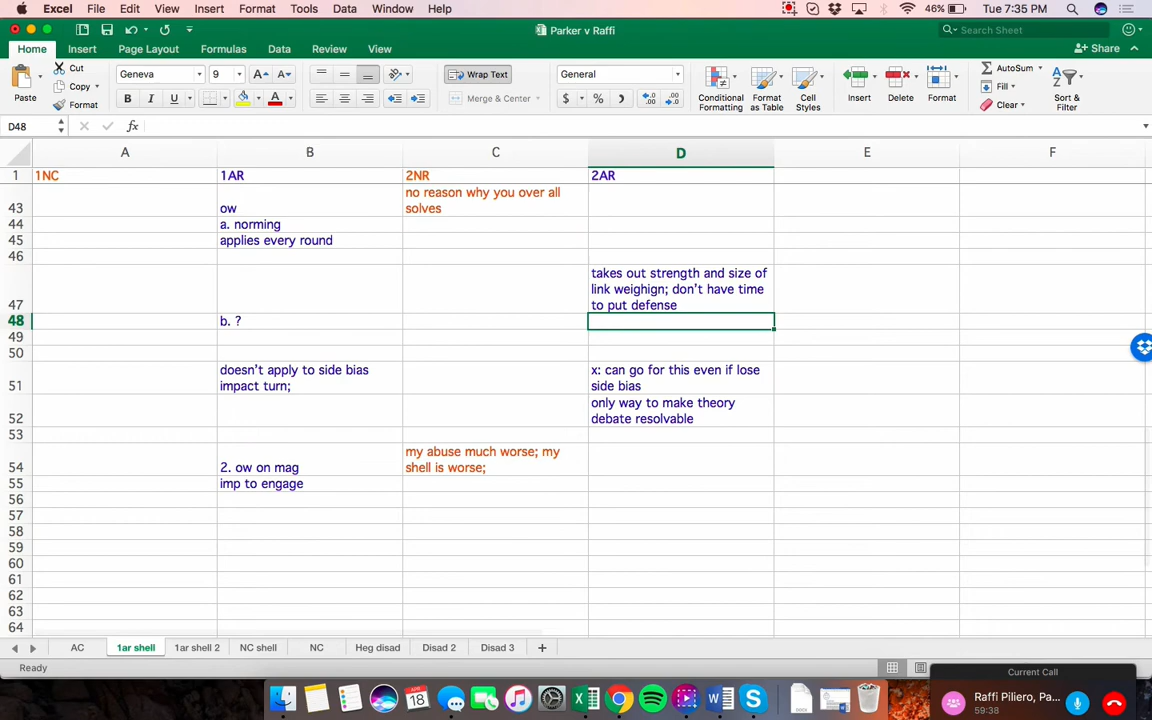 Excel File Edit View Insert Format Tools Data Window Help 46% Tue 7:35 PM
Parker v Raffi
Search Sheet
Home Insert Page Layout Formulas Data Review View
Share
Paste
Cut
Copy
Format
Geneva 9
A A
B I U A
Wrap Text
Merge & Center
General
$ % )
Conditional Formatting
Format as Table
Cell Styles
Insert
Delete
Format
AutoSum
Fill
Clear
Sort & Filter
D48 fx
A B C D E F
1 1NC 1AR 2NR 2AR
no reason why you over all
43 ow solves
44 a. norming
45 applies every round
46
takes out strength and size of
link weighign; don't have time
47 to put defense
48 b. ?
49
50
doesn't apply to side bias x: can go for this even if lose
51 impact turn; side bias
only way to make theory
52 debate resolvable
53
my abuse much worse; my
54 2. ow on mag shell is worse;
55 imp to engage
56
57
58
59
60
61
62
63
64
AC 1ar shell 1ar shell 2 NC shell NC Heg disad Disad 2 Disad 3 +
Ready
Current Call
Raffi Piliero, Pa...
59:38
APR
18